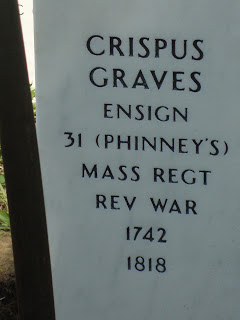 CRISPUS
GRAVES
ENSIGN
31 (PHINNEY'S)
MASS REGT
REV WAR
1742
1818